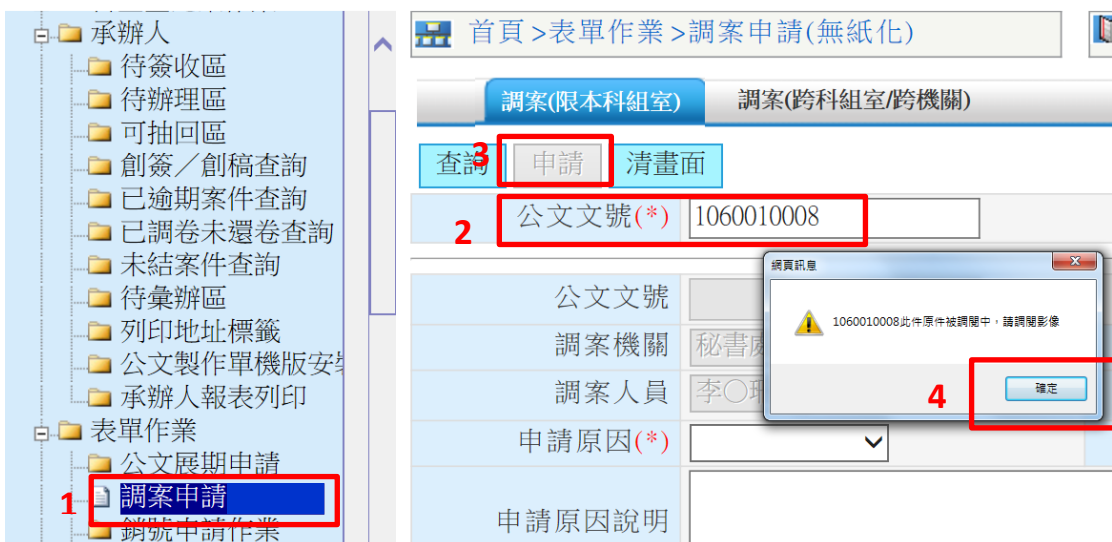 承辦人
待簽收區
待辦理區
可抽回區
創簽／創稿查詢
已逾期案件查詢
已調卷未還卷查詢
未結案件查詢
待彙辦區
列印地址標籤
公文製作單機版安
承辦人報表列印
表單作業
公文展期申請
1 調案申請
銷號申請作業
首頁>表單作業>調案申請(無紙化)
調案(限本科組室) 調案(跨科組室/跨機關)
查詢 3 申請 清畫面
2 公文文號(*) 1060010008
網頁訊息
1060010008此件原件被調閱中，請調閱影像
4 確定
公文文號
調案機關 秘書處
調案人員 李○
申請原因(*)
申請原因說明